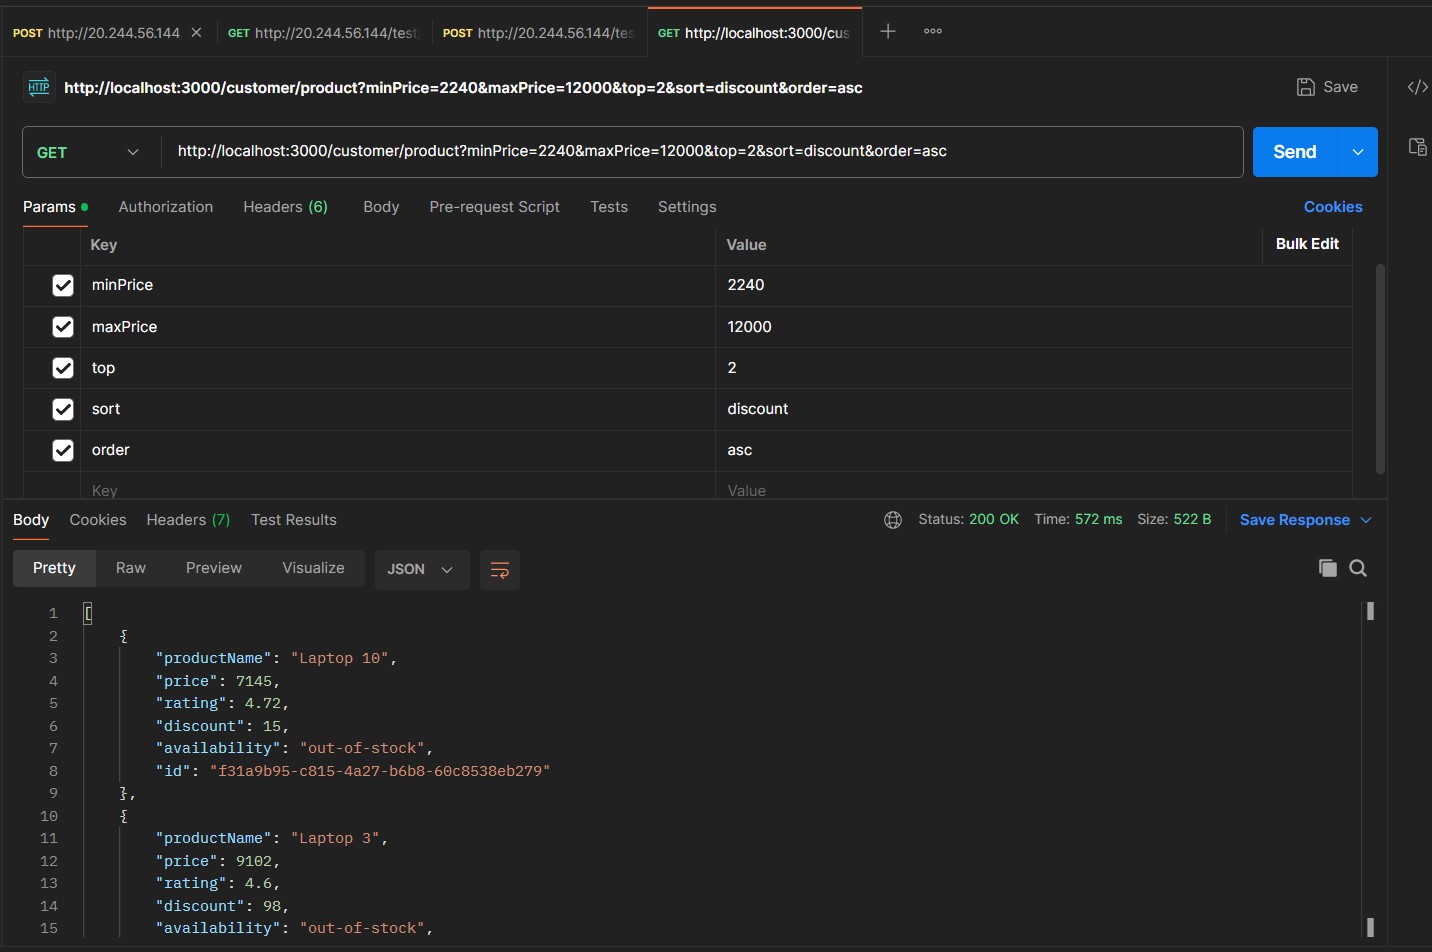 POST http://20.244.56.144
GET http://20.244.56.144/test
POST http://20.244.56.144/tes
GET http://localhost:3000/cus
HTTP http://localhost:3000/customer/product?minPrice=2240&maxPrice=12000&top=2&sort=discount&order=asc
Save
GET http://localhost:3000/customer/product?minPrice=2240&maxPrice=12000&top=2&sort=discount&order=asc
Send
Params Authorization Headers (6) Body Pre-request Script Tests Settings Cookies
Key Value Bulk Edit
minPrice 2240
maxPrice 12000
top 2
sort discount
order asc
Key Value
Body Cookies Headers (7) Test Results Status: 200 OK Time: 572 ms Size: 522 B Save Response
Pretty Raw Preview Visualize JSON
1 [
2 {
3 "productName": "Laptop 10",
4 "price": 7145,
5 "rating": 4.72,
6 "discount": 15,
7 "availability": "out-of-stock",
8 "id": "f31a9b95-c815-4a27-b6b8-60c8538eb279"
9 },
10 {
11 "productName": "Laptop 3",
12 "price": 9102,
13 "rating": 4.6,
14 "discount": 98,
15 "availability": "out-of-stock",